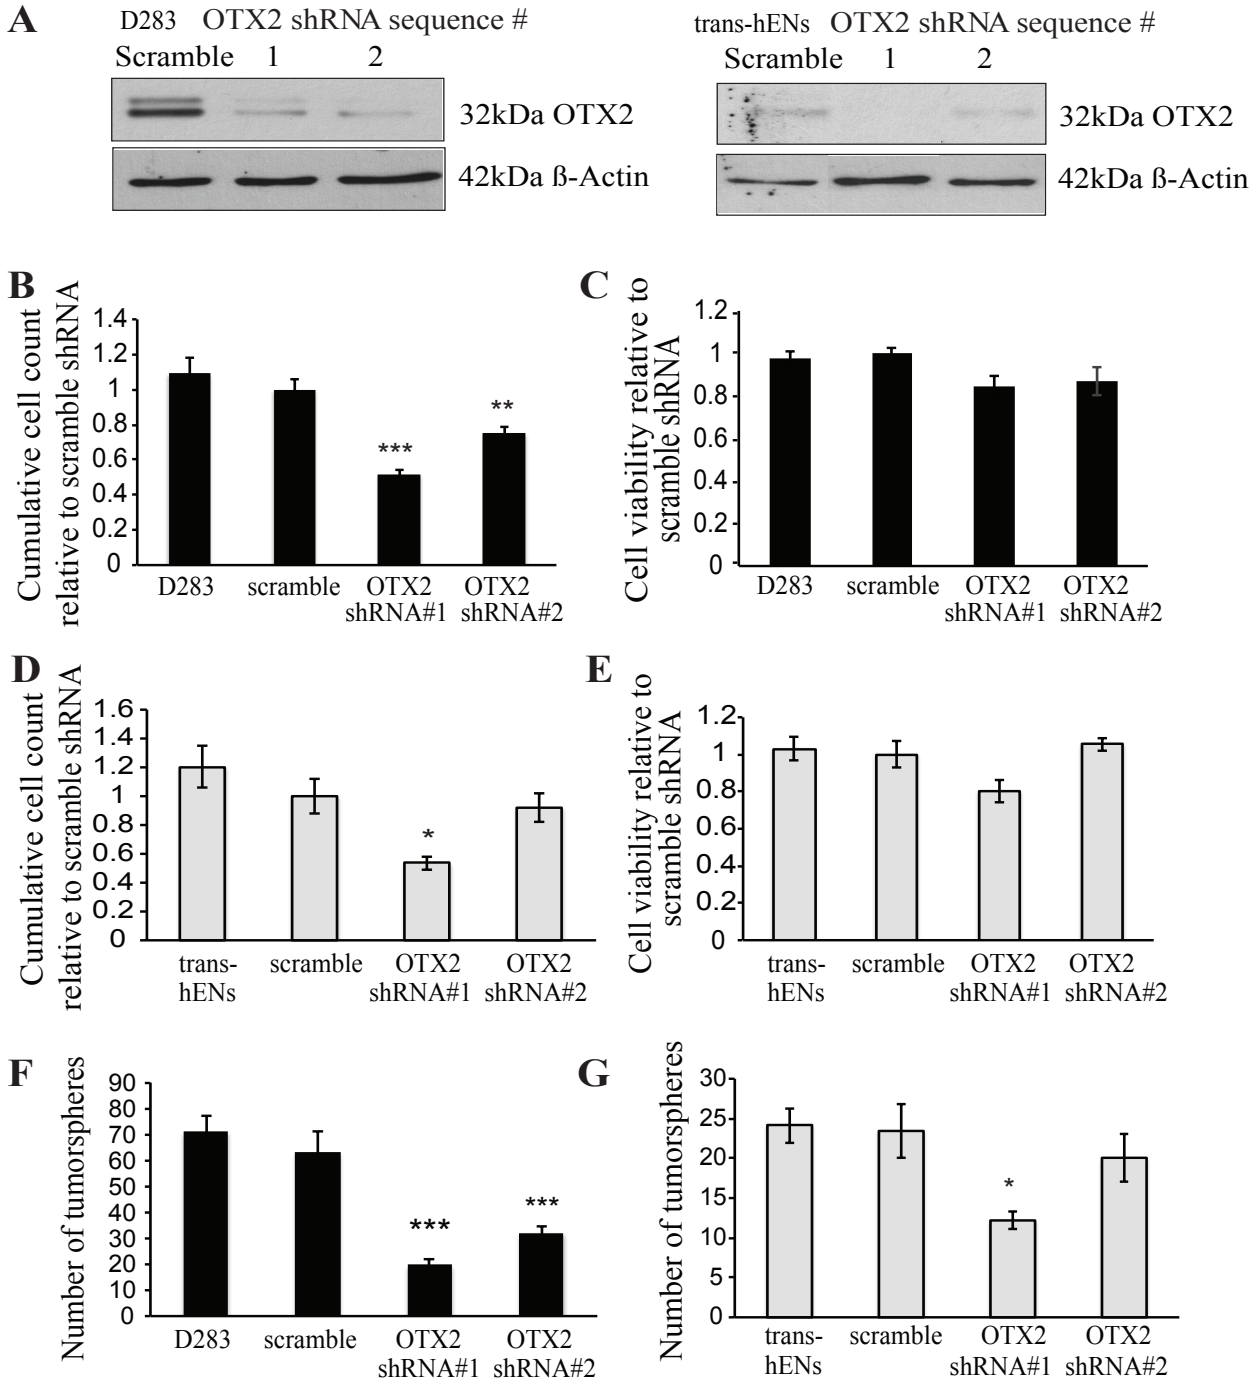 A
D283 OTX2 shRNA sequence #
Scramble 1 2
32kDa OTX2
42kDa ß-Actin
trans-hENs OTX2 shRNA sequence #
Scramble 1 2
32kDa OTX2
42kDa ß-Actin
B
Cumulative cell count
relative to scramble shRNA
1.4
1.2
1
0.8
0.6
0.4
0.2
0
***
**
D283 scramble OTX2 OTX2
shRNA#1 shRNA#2
C
Cell viability relative to
scramble shRNA
1.2
1
0.8
0.6
0.4
0.2
0
D283 scramble OTX2 OTX2
shRNA#1 shRNA#2
D
Cumulative cell count
relative to scramble shRNA
1.6
1.4
1.2
1
0.8
0.6
0.4
0.2
0
*
trans- scramble OTX2 OTX2
hENs shRNA#1 shRNA#2
E
Cell viability relative to
scramble shRNA
1.2
1
0.8
0.6
0.4
0.2
0
trans- scramble OTX2 OTX2
hENs shRNA#1 shRNA#2
F
Number of tumorspheres
90
80
70
60
50
40
30
20
10
0
***
***
D283 scramble OTX2 OTX2
shRNA#1 shRNA#2
G
Number of tumorspheres
30
25
20
15
10
5
0
*
trans- scramble OTX2 OTX2
hENs shRNA#1 shRNA#2